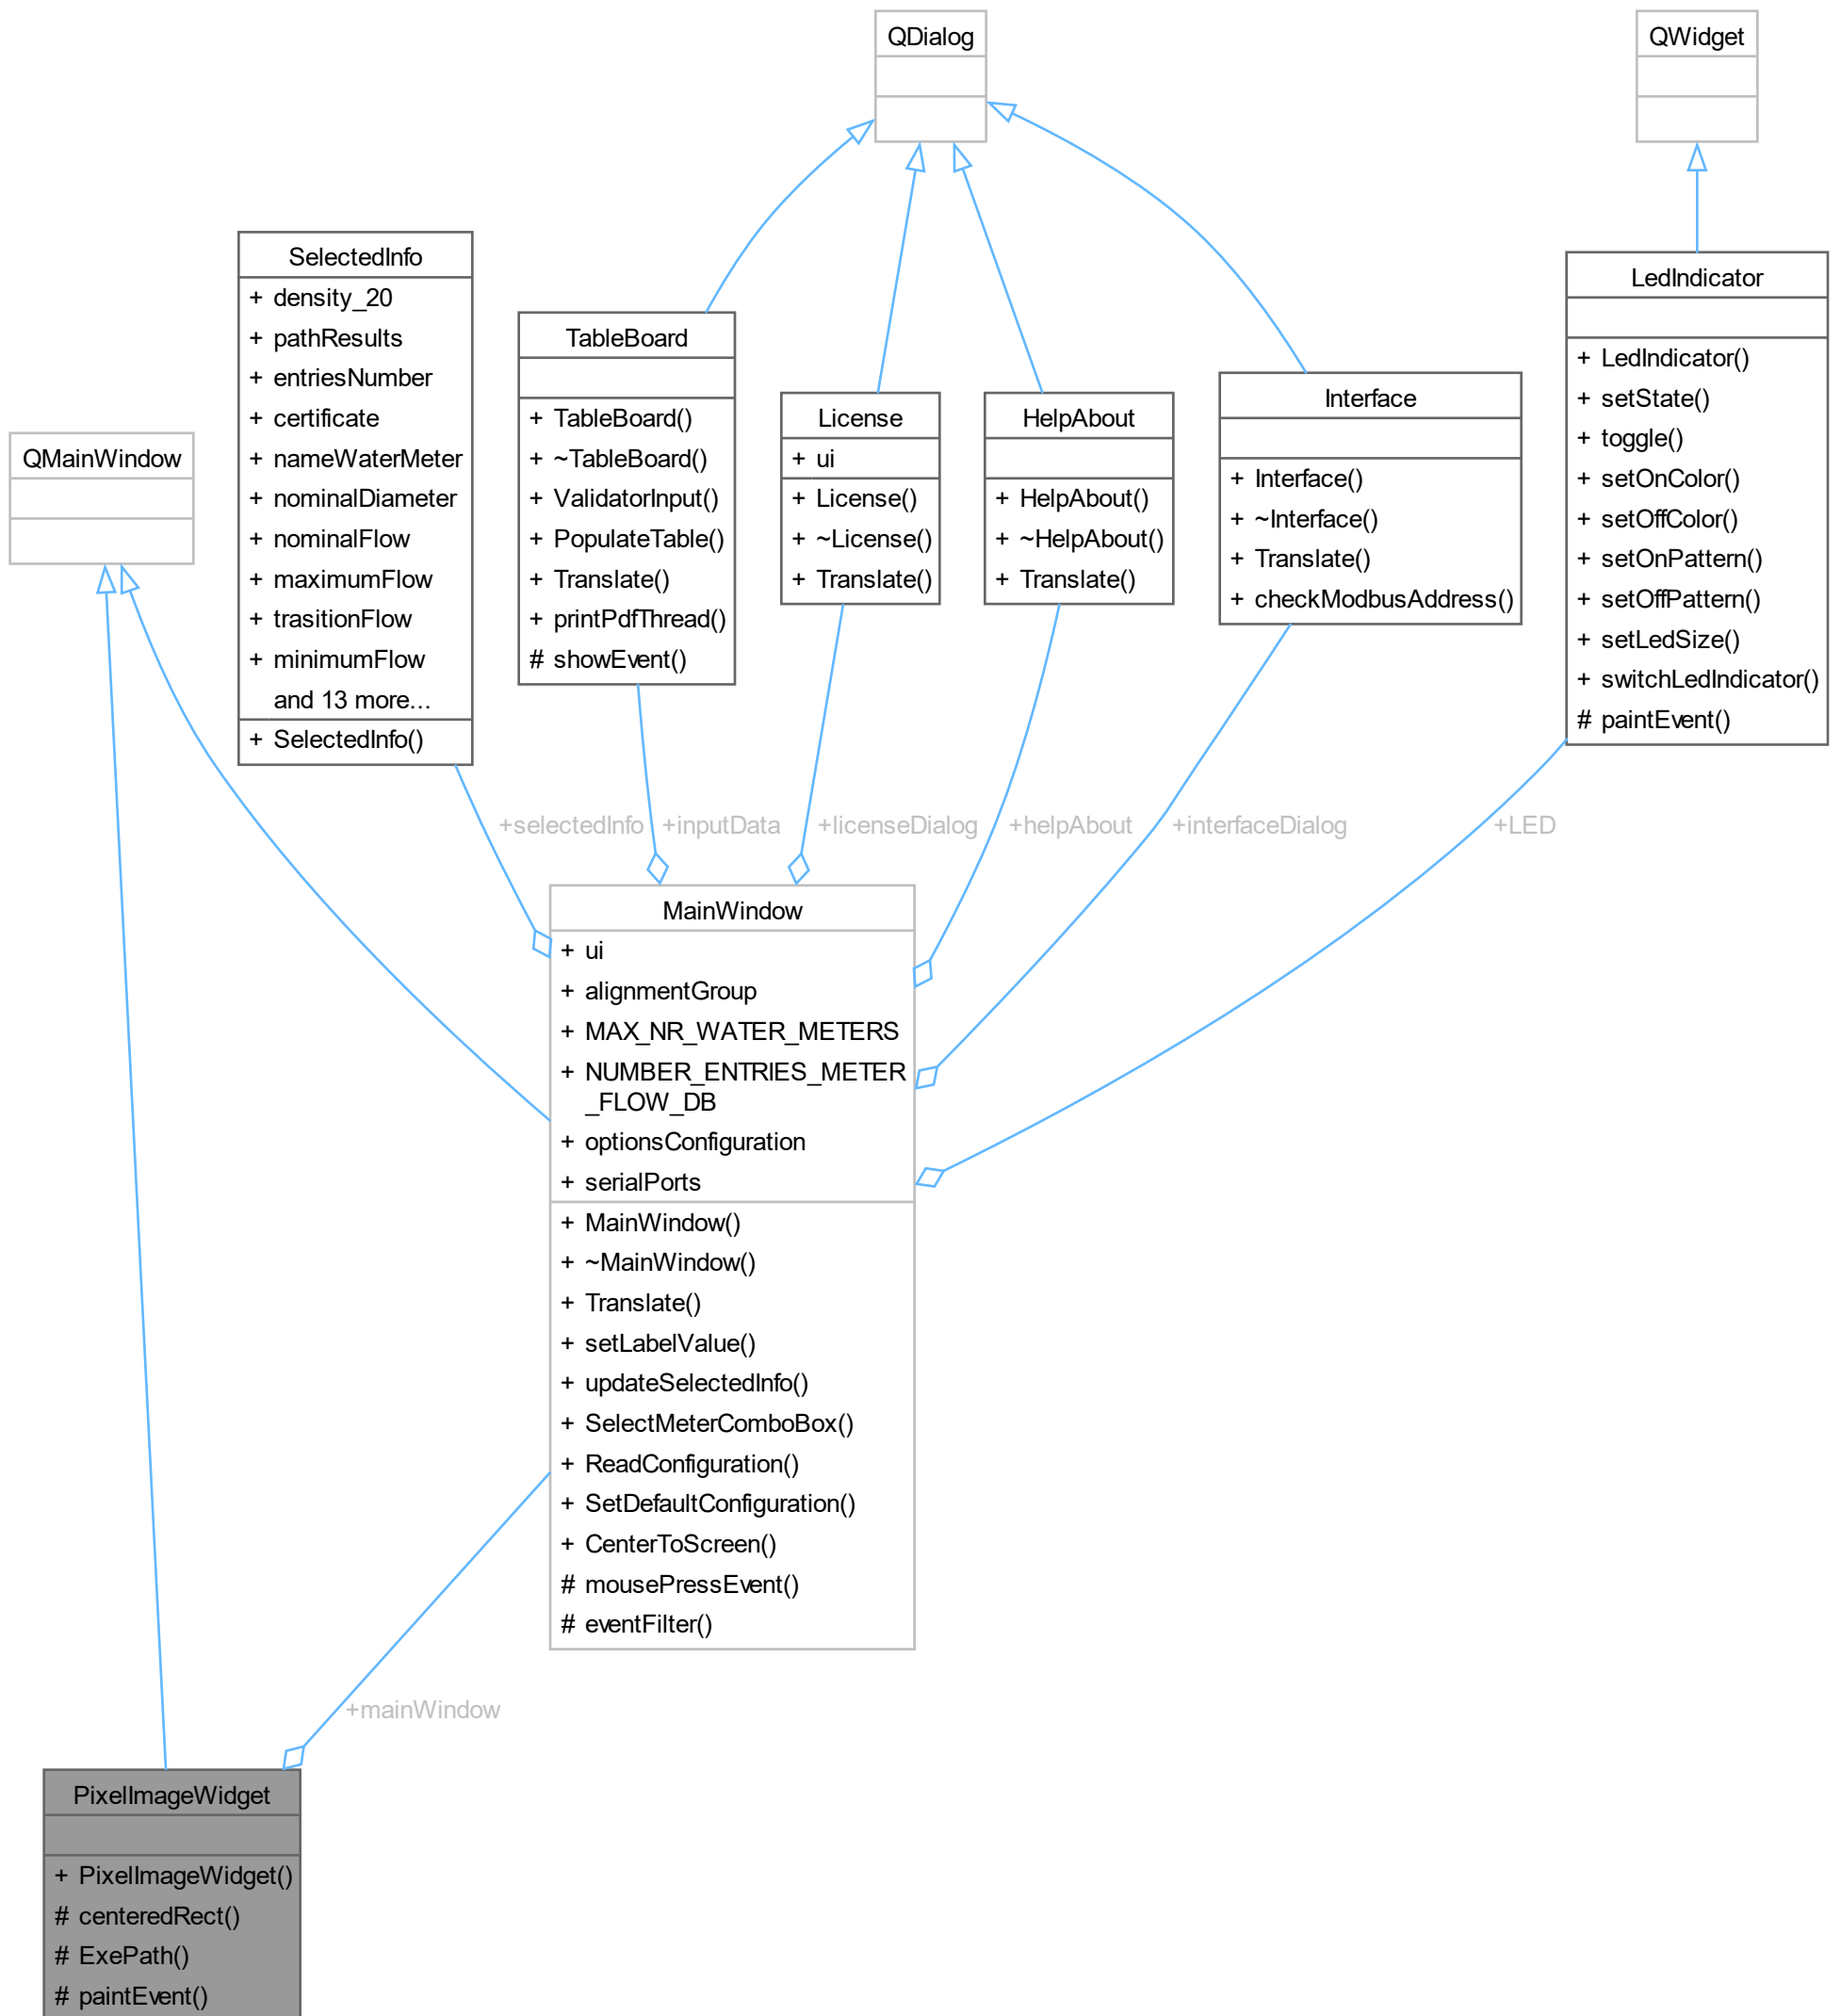 QDialog
QWidget
SelectedInfo
+ density_20
+ pathResults
+ entriesNumber
+ certificate
+ nameWaterMeter
+ nominalDiameter
+ nominalFlow
+ maximumFlow
+ trasitionFlow
+ minimumFlow
and 13 more...
+ SelectedInfo()
TableBoard
+ TableBoard()
+ ~TableBoard()
+ ValidatorInput()
+ PopulateTable()
+ Translate()
+ printPdfThread()
# showEvent()
License
+ ui
+ License()
+ ~License()
+ Translate()
HelpAbout
+ HelpAbout()
+ ~HelpAbout()
+ Translate()
Interface
+ Interface()
+ ~Interface()
+ Translate()
+ checkModbusAddress()
LedIndicator
+ LedIndicator()
+ setState()
+ toggle()
+ setOnColor()
+ setOffColor()
+ setOnPattern()
+ setOffPattern()
+ setLedSize()
+ switchLedIndicator()
# paintEvent()
QMainWindow
+selectedInfo
+inputData
+licenseDialog
+helpAbout
+interfaceDialog
+LED
MainWindow
+ ui
+ alignmentGroup
+ MAX_NR_WATER_METERS
+ NUMBER_ENTRIES_METER
_FLOW_DB
+ optionsConfiguration
+ serialPorts
+ MainWindow()
+ ~MainWindow()
+ Translate()
+ setLabelValue()
+ updateSelectedInfo()
+ SelectMeterComboBox()
+ ReadConfiguration()
+ SetDefaultConfiguration()
+ CenterToScreen()
# mousePressEvent()
# eventFilter()
+mainWindow
PixelImageWidget
+ PixelImageWidget()
# centeredRect()
# ExePath()
# paintEvent()